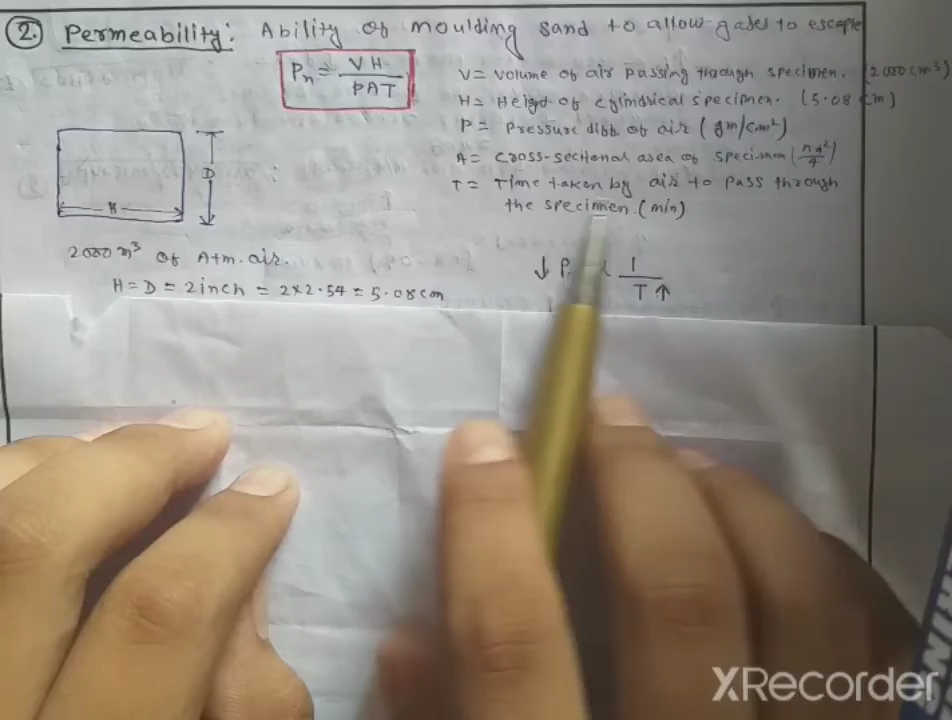 ② Permeability: Ability of moulding sand to allow gases to escape
Pn = VH / PAT
V = Volume of air passing through specimen. (2000 cm³)
H = Height of cylindrical specimen. (5.08 cm)
P = Pressure diff. of air (gm/cm²)
A = cross-sectional area of specimen (πd²/4)
T = Time taken by air to pass through
the specimen. (min)
D
H
2000 m³ of Atm. air.
H = D = 2 inch = 2×2.54 = 5.08 cm
↓ P 1 / T ↑
XRecorder